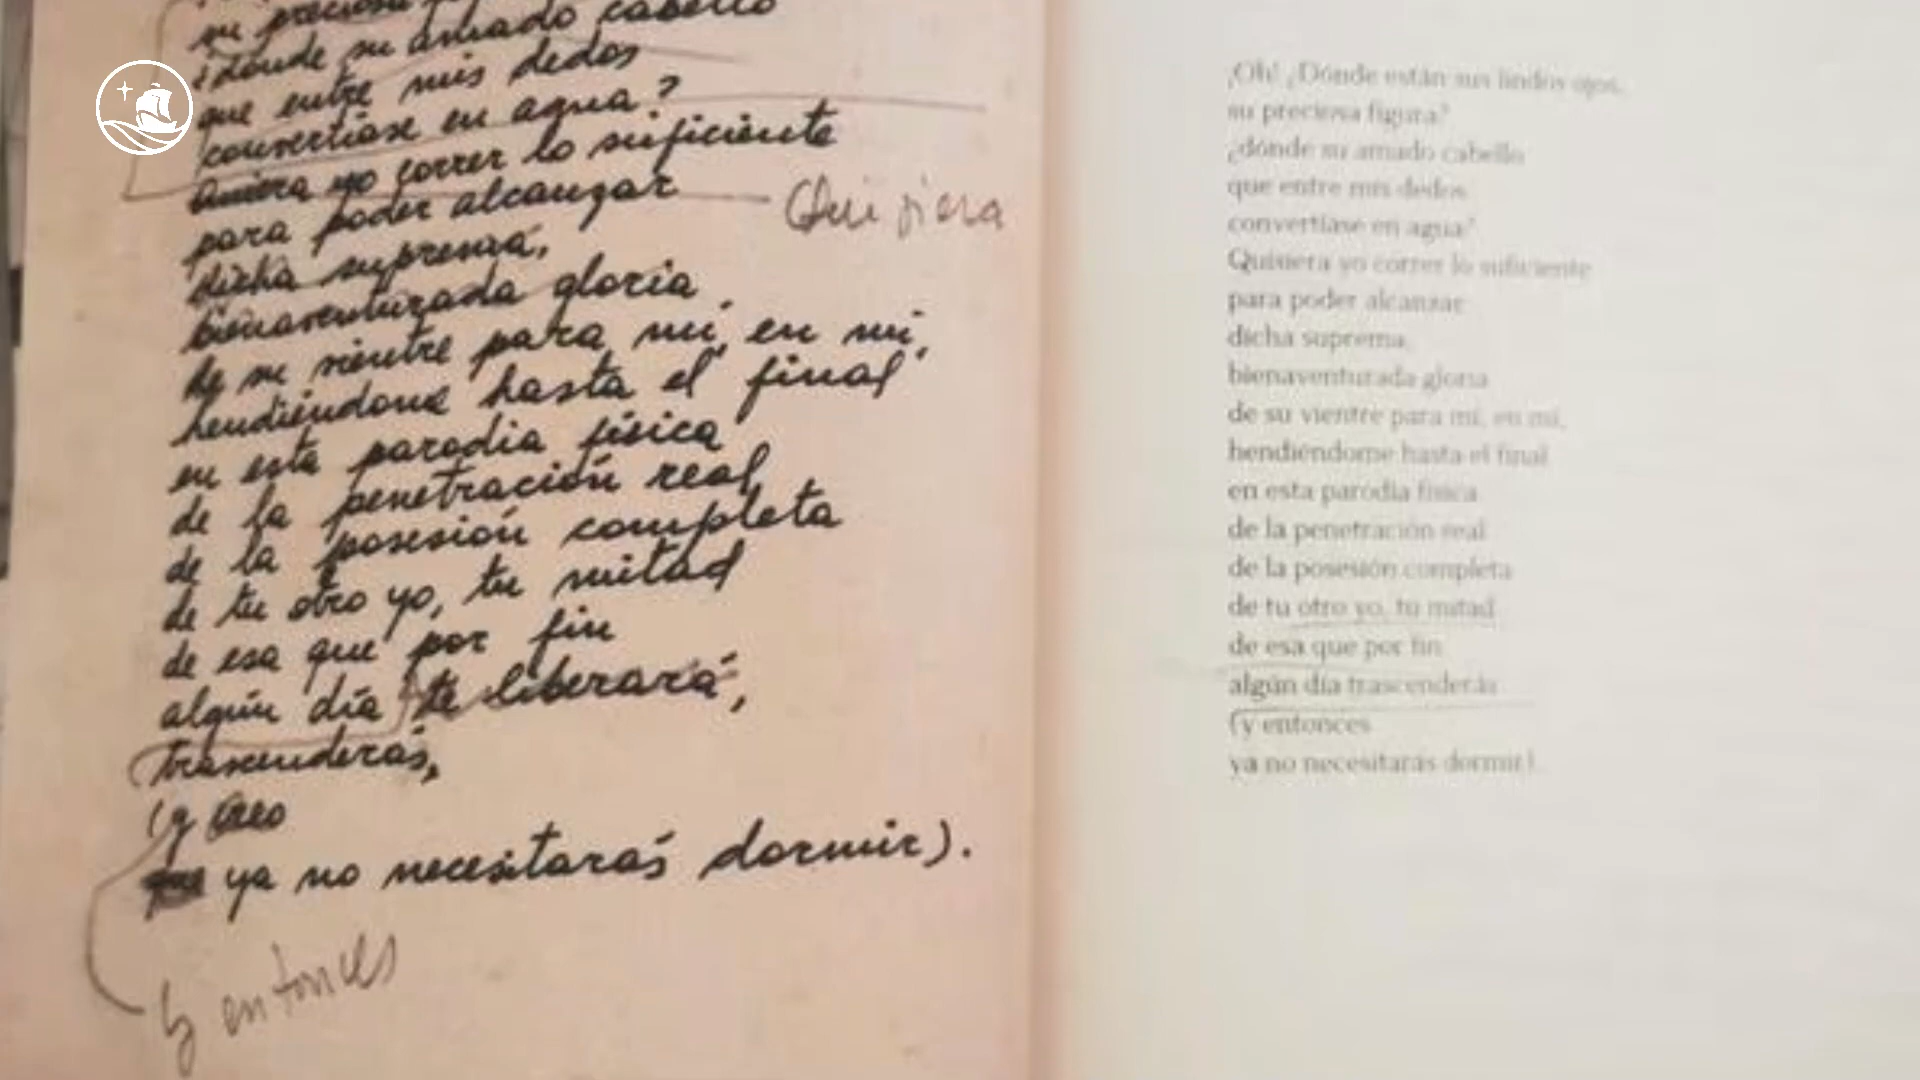 su preciosa
¿dónde su amado cabello
que entre mis dedos
convertíase en agua?
quiera yo correr lo suficiente
para poder alcanzar
Quisiera
dicha suprema,
bienaventurada gloria
de su vientre para mí, en mí,
hendiéndome hasta el final
en esta parodia física
de la penetración real
de la posesión completa
de tu otro yo, tu mitad
de esa que por fin
algún día te liberará,
trascenderás,
(y creo
que ya no necesitarás dormir).
y entonces
¡Oh! ¿Dónde están sus lindos ojos,
su preciosa figura?
¿dónde su amado cabello
que entre mis dedos
convertíase en agua?
Quisiera yo correr lo suficiente
para poder alcanzar
dicha suprema,
bienaventurada gloria
de su vientre para mí, en mí,
hendiéndome hasta el final
en esta parodia física
de la penetración real
de la posesión completa
de tu otro yo, tu mitad
de esa que por fin
algún día trascenderás
(y entonces
ya no necesitarás dormir).